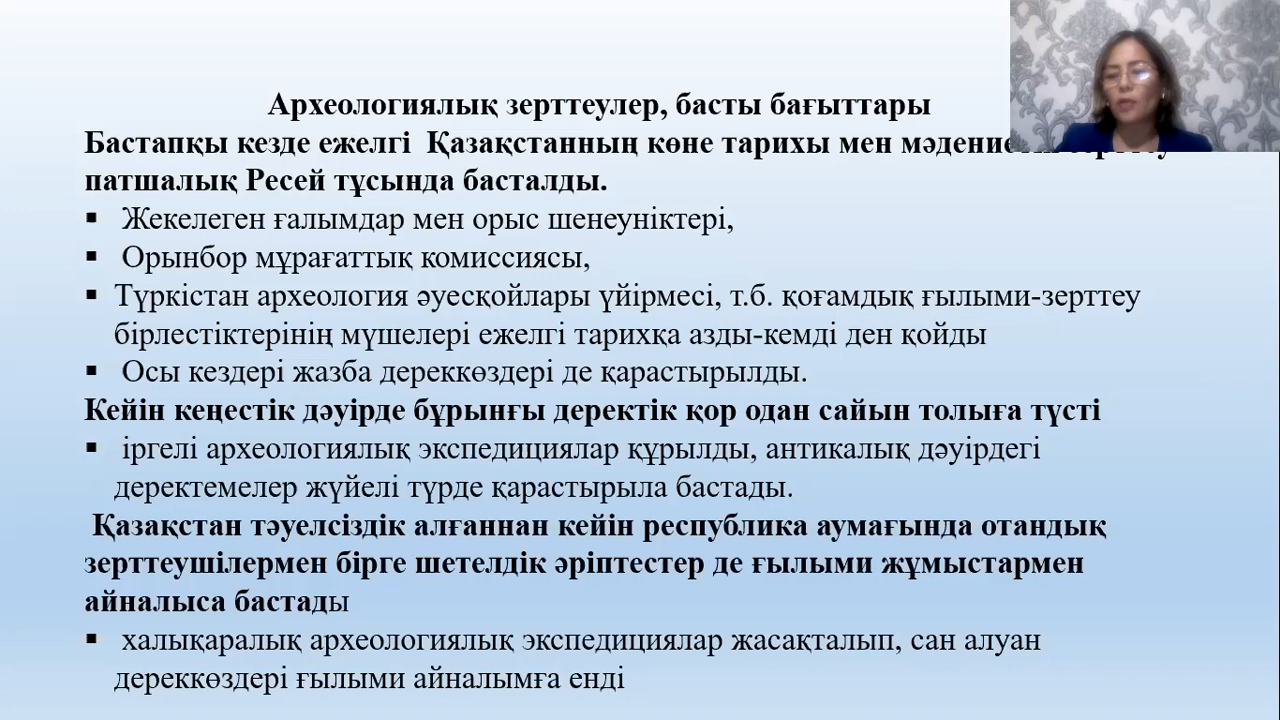 Археологиялық зерттеулер, басты бағыттары
Бастапқы кезде ежелгі Қазақстанның көне тарихы мен
патшалық Ресей тұсында басталды.
▪ Жекелеген ғалымдар мен орыс шенеуніктері,
▪ Орынбор мұрағаттық комиссиясы,
▪ Түркістан археология әуесқойлары үйірмесі, т.б. қоғамдық ғылыми-зерттеу
бірлестіктерінің мүшелері ежелгі тарихқа азды-кемді ден қойды
▪ Осы кездері жазба дереккөздері де қарастырылды.
Кейін кеңестік дәуірде бұрынғы деректік қор одан сайын толыға түсті
▪ іргелі археологиялық экспедициялар құрылды, антикалық дәуірдегі
деректемелер жүйелі түрде қарастырыла бастады.
Қазақстан тәуелсіздік алғаннан кейін республика аумағында отандық
зерттеушілермен бірге шетелдік әріптестер де ғылыми жұмыстармен
айналыса бастады
▪ халықаралық археологиялық экспедициялар жасақталып, сан алуан
дереккөздері ғылыми айналымға енді